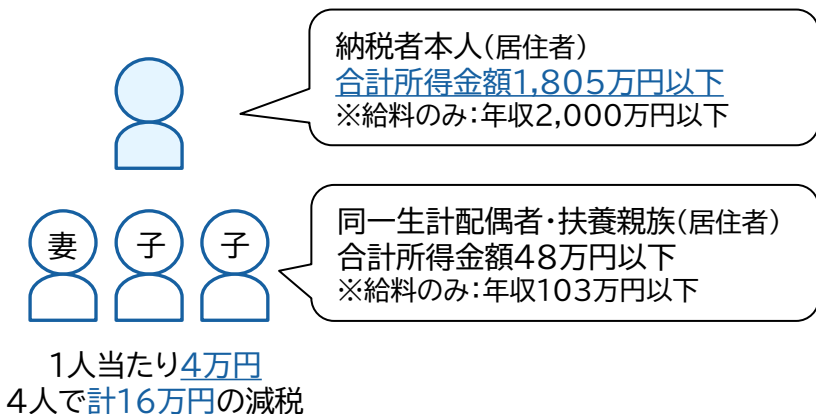 納税者本人(居住者)
合計所得金額1,805万円以下
※給料のみ:年収2,000万円以下
妻 子 子
同一生計配偶者・扶養親族(居住者)
合計所得金額48万円以下
※給料のみ:年収103万円以下
1人当たり4万円
4人で計16万円の減税